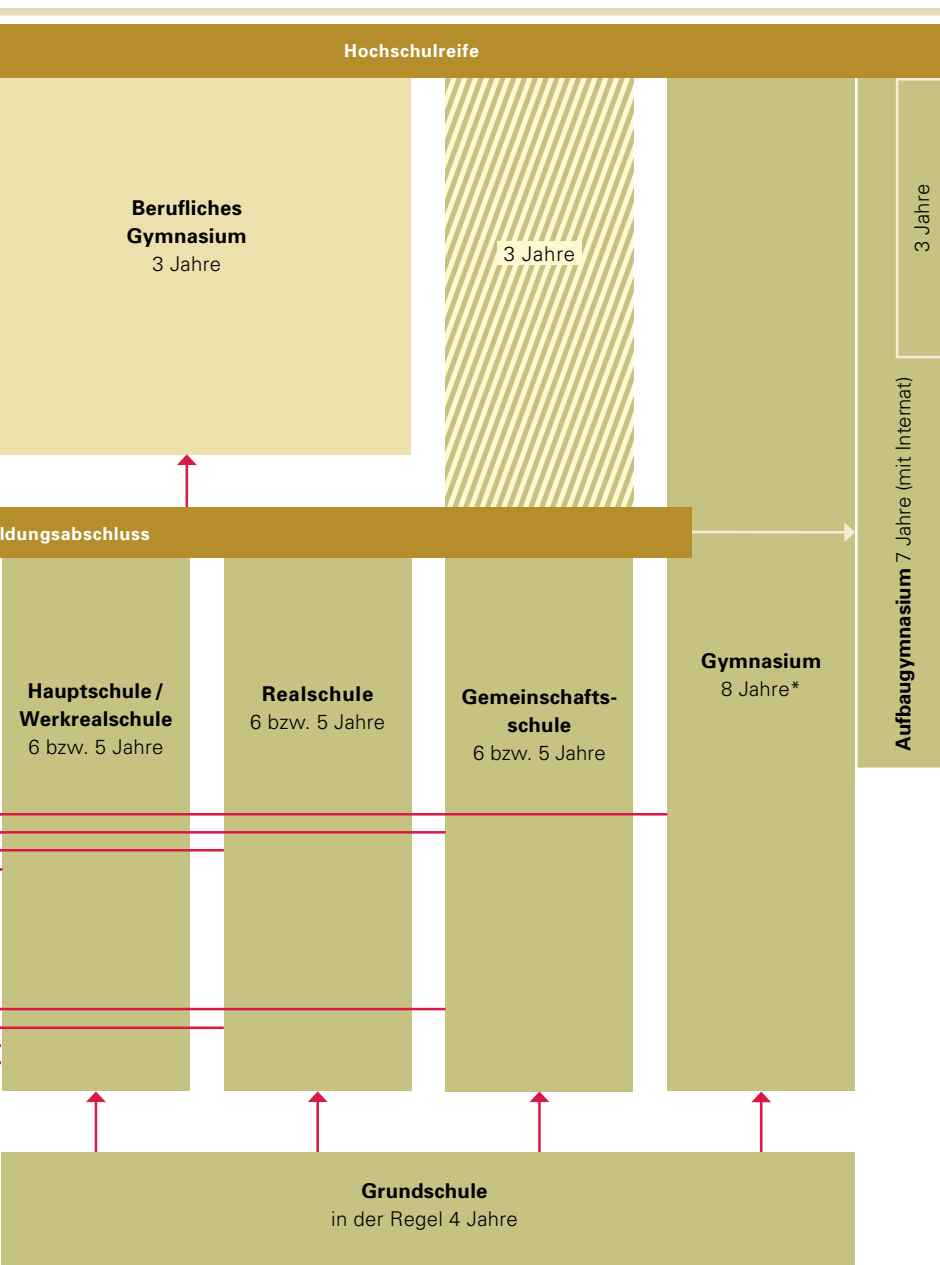 Hochschulreife
Berufliches
Gymnasium
3 Jahre
3 Jahre
3 Jahre
ldungsabschluss
Hauptschule /
Werkrealschule
6 bzw. 5 Jahre
Realschule
6 bzw. 5 Jahre
Gemeinschafts-
schule
6 bzw. 5 Jahre
Gymnasium
8 Jahre*
Aufbaugymnasium 7 Jahre (mit Internat)
Grundschule
in der Regel 4 Jahre